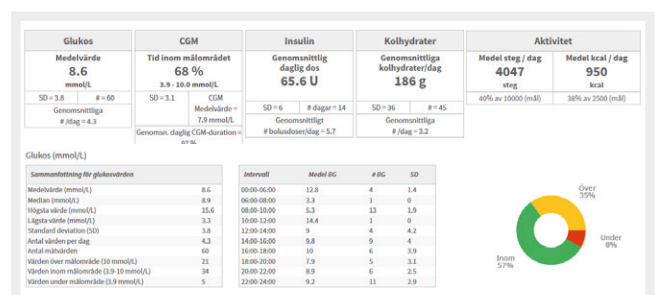 Glukos
CGM
Insulin
Kolhydrater
Aktivitet
Medelvärde
8.6
mmol/L
SD=3.8
#=60
Genomsnittliga
#/dag=4.3
Tid inom målområdet
68 %
3.9 - 10.0 mmol/L
SD=3.1
CGM
Medelvärde =
7.9 mmol/L
Genomsn. daglig CGM-duration =
97 %
Genomsnittlig
daglig dos
65.6 U
SD=6
# dagar=14
Genomsnittligt
# bolusdoser/dag = 5.7
Genomsnittliga
kolhydrater/dag
186 g
SD=36
#=45
Genomsnittliga
# /dag = 3.2
Medel steg / dag
4047
steg
40% av 10000 (mål)
Medel kcal / dag
950
kcal
38% av 2500 (mål)
Glukos (mmol/L)
Sammanfattning för glukosvärden
Medelvärde (mmol/L) 8.6
Median (mmol/L) 8.9
Högsta värde (mmol/L) 15.6
Lägsta värde (mmol/L) 3.3
Standard deviation (SD) 3.8
Antal värden per dag 4.3
Antal mätvärden 60
Värden över målområde (10 mmol/L) 21
Värden inom målområde (3.9-10 mmol/L) 34
Värden under målområde (3.9 mmol/L) 5
Intervall Medel BG # BG SD
00:00-06:00 12.8 4 1.4
06:00-08:00 3.3 1 0
08:00-10:00 5.3 13 1.9
10:00-12:00 14.4 1 0
12:00-14:00 9 4 4.2
14:00-16:00 9.8 9 4
16:00-18:00 10 6 3.9
18:00-20:00 7.9 5 3.1
20:00-22:00 8.9 6 2.5
22:00-24:00 9.2 11 2.9
Över
35%
Under
8%
Inom
57%